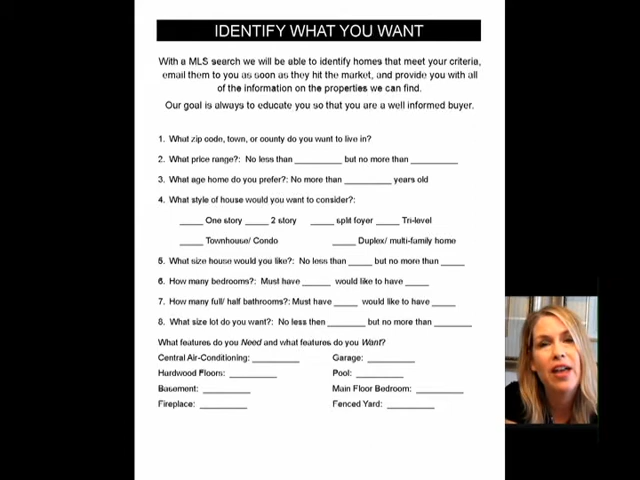 IDENTIFY WHAT YOU WANT
With a MLS search we will be able to identify homes that meet your criteria,
email them to you as soon as they hit the market, and provide you with all
of the information on the properties we can find.
Our goal is always to educate you so that you are a well informed buyer.
1. What zip code, town, or county do you want to live in?
2. What price range?: No less than __________ but no more than __________
3. What age home do you prefer?: No more than __________ years old
4. What style of house would you want to consider?:
_____ One story _____ 2 story _____ split foyer _____ Tri-level
_____ Townhouse/ Condo _____ Duplex/ multi-family home
5. What size house would you like?: No less than _____ but no more than _____
6. How many bedrooms?: Must have ______ would like to have _____
7. How many full/ half bathrooms?: Must have _____ would like to have _____
8. What size lot do you want?: No less then ________ but no more than ________
What features do you Need and what features do you Want?
Central Air-Conditioning: __________ Garage: __________
Hardwood Floors: __________ Pool: __________
Basement: __________ Main Floor Bedroom: __________
Fireplace: __________ Fenced Yard: __________